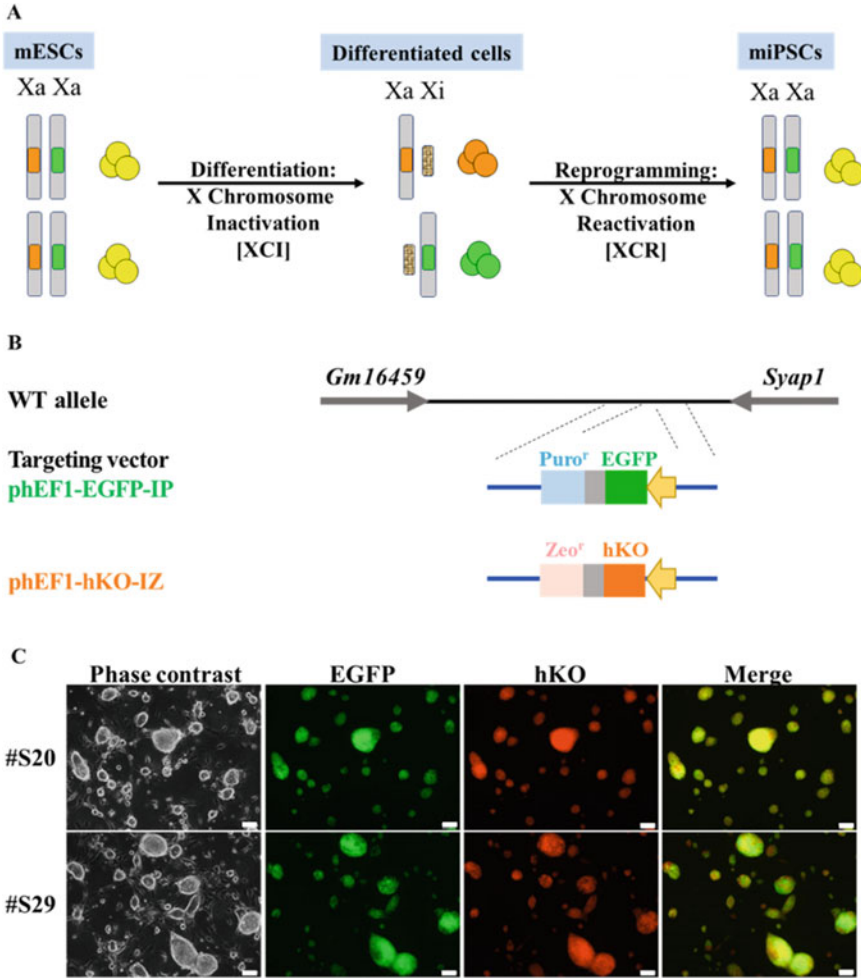 A
mESCs
Differentiated cells
miPSCs
Xa Xa
Xa Xi
Xa Xa
Differentiation:
X Chromosome
Inactivation
[XCI]
Reprogramming:
X Chromosome
Reactivation
[XCR]
B
Gm16459
Syap1
WT allele
Targeting vector
phEF1-EGFP-IP
Puroʳ EGFP
phEF1-hKO-IZ
Zeoʳ hKO
C
Phase contrast
EGFP
hKO
Merge
#S20
#S29